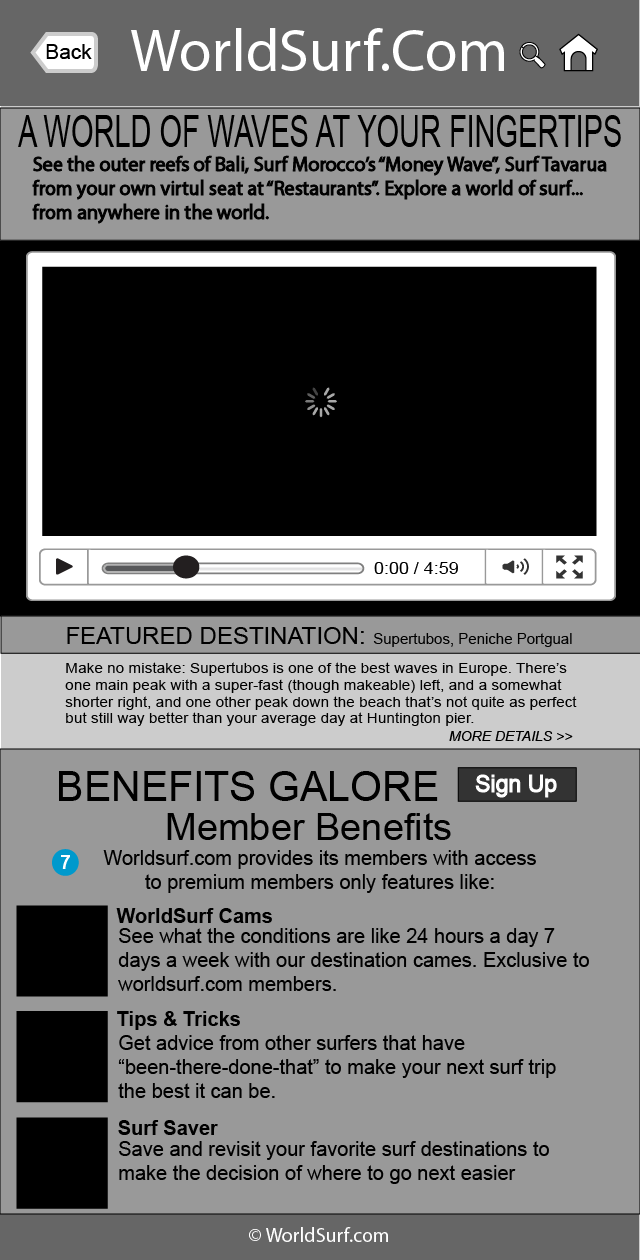 Back
WorldSurf.Com
A WORLD OF WAVES AT YOUR FINGERTIPS
See the outer reefs of Bali, Surf Morocco's “Money Wave”, Surf Tavarua
from your own virtul seat at “Restaurants”. Explore a world of surf...
from anywhere in the world.
0:00 / 4:59
FEATURED DESTINATION: Supertubos, Peniche Portgual
Make no mistake: Supertubos is one of the best waves in Europe. There's
one main peak with a super-fast (though makeable) left, and a somewhat
shorter right, and one other peak down the beach that's not quite as perfect
but still way better than your average day at Huntington pier.
MORE DETAILS >>
BENEFITS GALORE
Sign Up
Member Benefits
7
Worldsurf.com provides its members with access
to premium members only features like:
WorldSurf Cams
See what the conditions are like 24 hours a day 7
days a week with our destination cames. Exclusive to
worldsurf.com members.
Tips & Tricks
Get advice from other surfers that have
“been-there-done-that” to make your next surf trip
the best it can be.
Surf Saver
Save and revisit your favorite surf destinations to
make the decision of where to go next easier
© WorldSurf.com